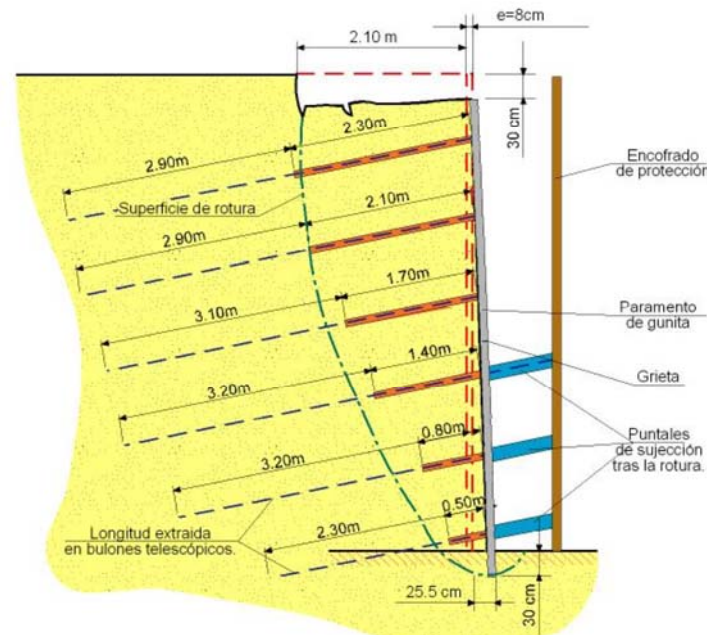 e=8cm
2.10 m
30 cm
2.30m
2.90m
Encofrado
de protección
Superficie de rotura
2.10m
2.90m
1.70m
3.10m
Paramento
de gunita
1.40m
Grieta
3.20m
0.80m
Puntales
de sujección
tras la rotura.
3.20m
0.50m
Longitud extraida
en bulones telescópicos.
2.30m
25.5 cm
30 cm